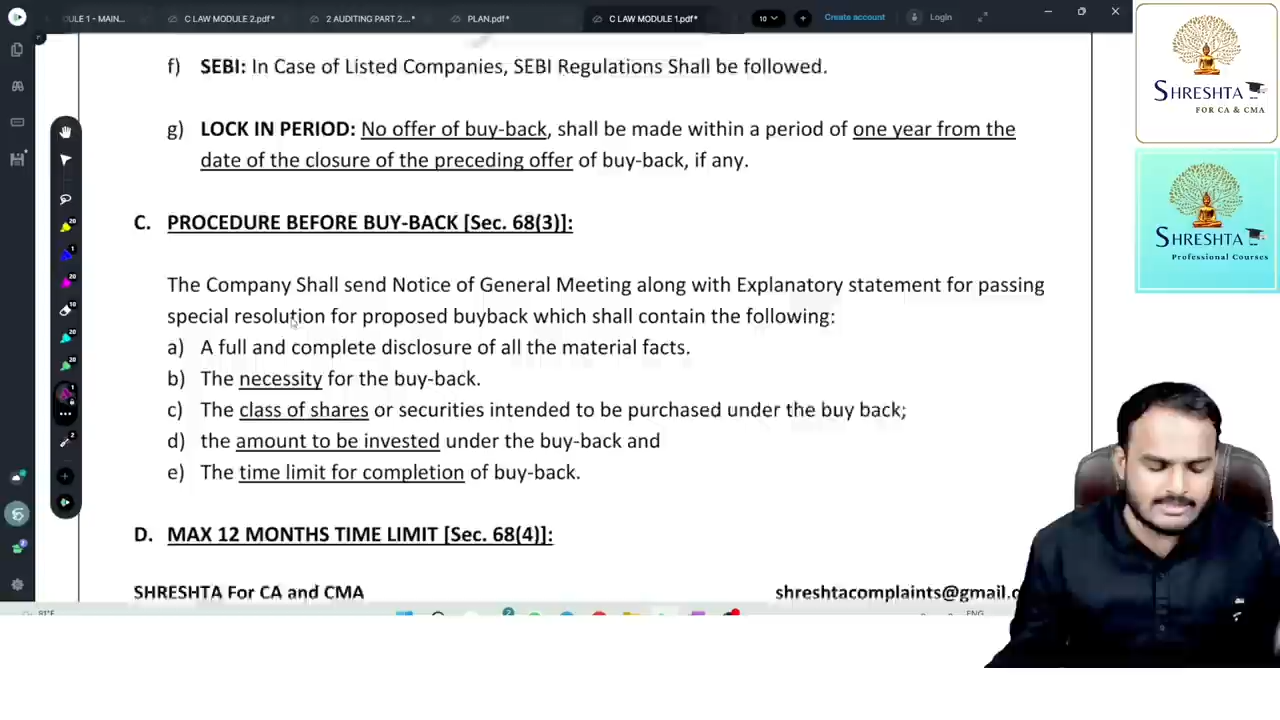 ULE 1 - MAIN...
C LAW MODULE 2.pdf*
2 AUDITING PART 2....*
PLAN.pdf*
C LAW MODULE 1.pdf*
10
Create account
Login
f) SEBI: In Case of Listed Companies, SEBI Regulations Shall be followed.
g) LOCK IN PERIOD: No offer of buy-back, shall be made within a period of one year from the
date of the closure of the preceding offer of buy-back, if any.
C. PROCEDURE BEFORE BUY-BACK [Sec. 68(3)]:
The Company Shall send Notice of General Meeting along with Explanatory statement for passing
special resolution for proposed buyback which shall contain the following:
a) A full and complete disclosure of all the material facts.
b) The necessity for the buy-back.
c) The class of shares or securities intended to be purchased under the buy back;
d) the amount to be invested under the buy-back and
e) The time limit for completion of buy-back.
D. MAX 12 MONTHS TIME LIMIT [Sec. 68(4)]:
SHRESHTA For CA and CMA
shreshtacomplaints@gmail.c
ENG
SHRESHTA
FOR CA & CMA
SHRESHTA
Professional Courses